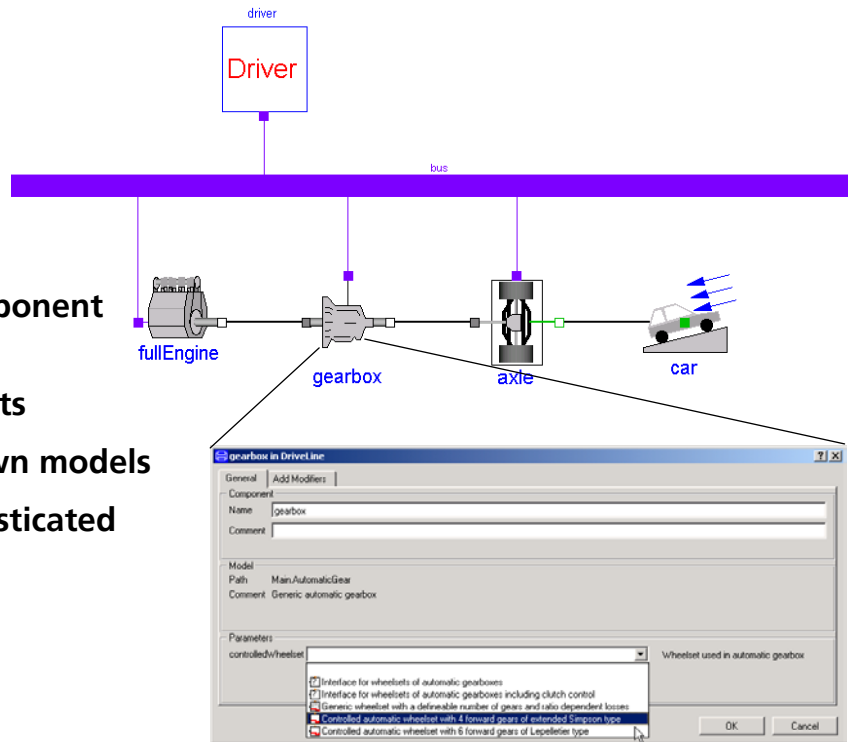 driver
Driver
bus
ponent
fullEngine
gearbox
axle
car
ts
wn models
sticated
gearbox in DriveLine
General
Add Modifiers
Component
Name gearbox
Comment
Model
Path Main.AutomaticGear
Comment Generic automatic gearbox
Parameters
controlledWheelset
Wheelset used in automatic gearbox
Interface for wheelsets of automatic gearboxes
Interface for wheelsets of automatic gearboxes including clutch control
Generic wheelset with a defineable number of gears and ratio dependent losses
Controlled automatic wheelset with 4 forward gears of extended Simpson type
Controlled automatic wheelset with 6 forward gears of Lepelletier type
OK
Cancel